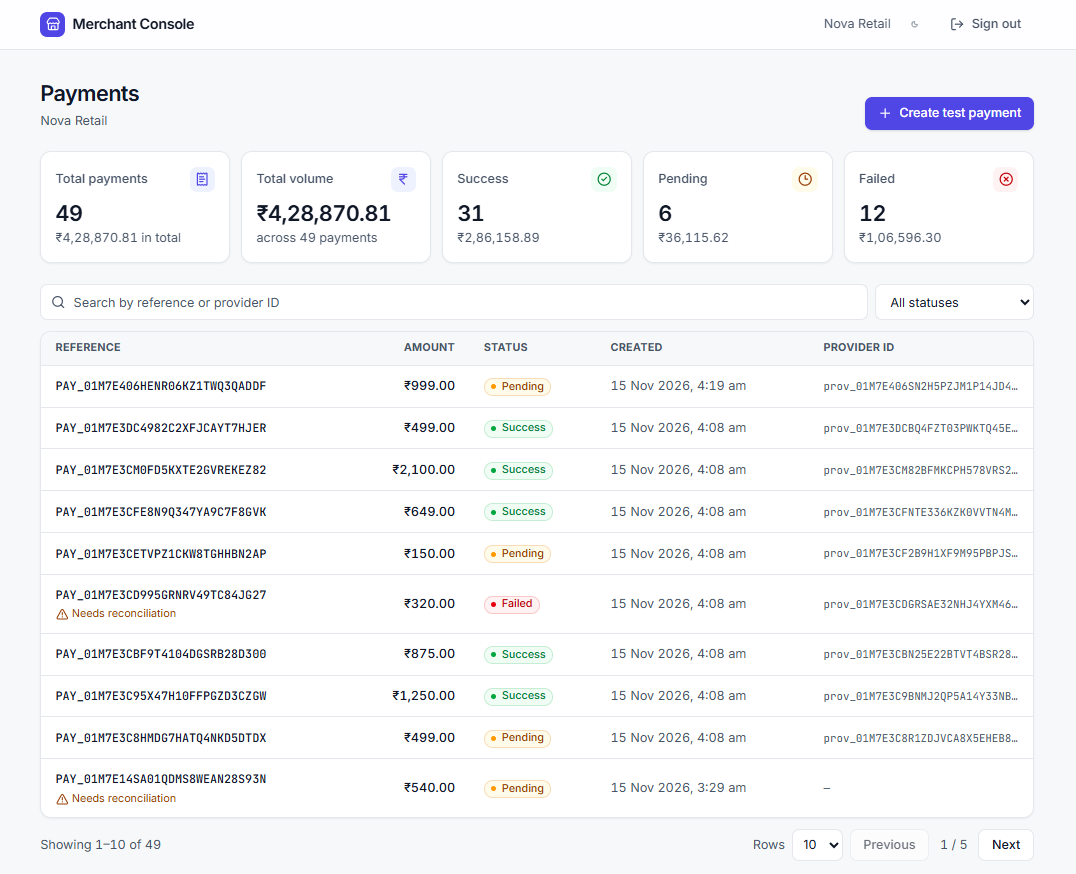 Merchant Console
Nova Retail
Sign out
Payments
Nova Retail
+ Create test payment
Total payments
49
₹4,28,870.81 in total
Total volume
₹
₹4,28,870.81
across 49 payments
Success
31
₹2,86,158.89
Pending
6
₹36,115.62
Failed
12
₹1,06,596.30
Search by reference or provider ID
All statuses
REFERENCE AMOUNT STATUS CREATED PROVIDER ID
PAY_01M7E406HENR06KZ1TWQ3QADDF ₹999.00 Pending 15 Nov 2026, 4:19 am prov_01M7E406SN2H5PZJM1P14JD4…
PAY_01M7E3DC4982C2XFJCAYT7HJER ₹499.00 Success 15 Nov 2026, 4:08 am prov_01M7E3DCBQ4FZT03PWKTQ45E…
PAY_01M7E3CM0FD5KXTE2GVREKEZ82 ₹2,100.00 Success 15 Nov 2026, 4:08 am prov_01M7E3CM82BFMKCPH578VRS2…
PAY_01M7E3CFE8N9Q347YA9C7F8GVK ₹649.00 Success 15 Nov 2026, 4:08 am prov_01M7E3CFNTE336KZK0VVTN4M…
PAY_01M7E3CETVPZ1CKW8TGHHBN2AP ₹150.00 Pending 15 Nov 2026, 4:08 am prov_01M7E3CF2B9H1XF9M95PBPJS…
PAY_01M7E3CD995GRNRV49TC84JG27 ₹320.00 Failed 15 Nov 2026, 4:08 am prov_01M7E3CDGRSAE32NHJ4YXM46…
Needs reconciliation
PAY_01M7E3CBF9T4104DGSRB28D300 ₹875.00 Success 15 Nov 2026, 4:08 am prov_01M7E3CBN25E22BTVT4BSR28…
PAY_01M7E3C95X47H10FFPGZD3CZGW ₹1,250.00 Success 15 Nov 2026, 4:08 am prov_01M7E3C9BNMJ2QP5A14Y33NB…
PAY_01M7E3C8HMDG7HATQ4NKD5DTDX ₹499.00 Pending 15 Nov 2026, 4:08 am prov_01M7E3C8R1ZDJVCA8X5EHEB8…
PAY_01M7E14SA01QDMS8WEAN28S93N ₹540.00 Pending 15 Nov 2026, 3:29 am –
Needs reconciliation
Showing 1–10 of 49
Rows 10 Previous 1 / 5 Next